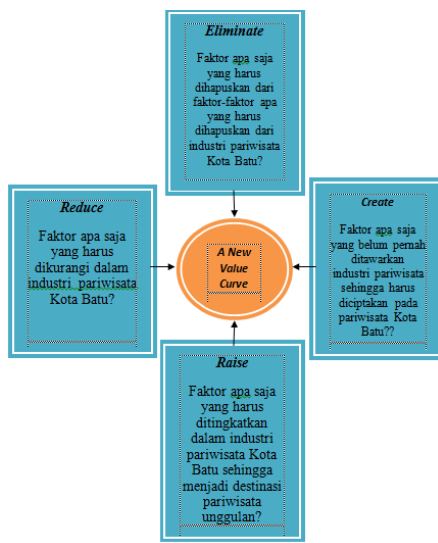 Eliminate
Faktor apa saja
yang harus
dihapuskan dari
faktor-faktor apa
yang harus
dihapuskan dari
industri pariwisata
Kota Batu?
Reduce
Faktor apa saja
yang harus
dikurangi dalam
industri pariwisata
Kota Batu?
A New
Value
Curve
Create
Faktor apa saja
yang belum pernah
ditawarkan
industri pariwisata
sehingga harus
diciptakan pada
pariwisata Kota
Batu??
Raise
Faktor apa saja
yang harus
ditingkatkan
dalam industri
pariwisata Kota
Batu sehingga
menjadi destinasi
pariwisata
unggulan?